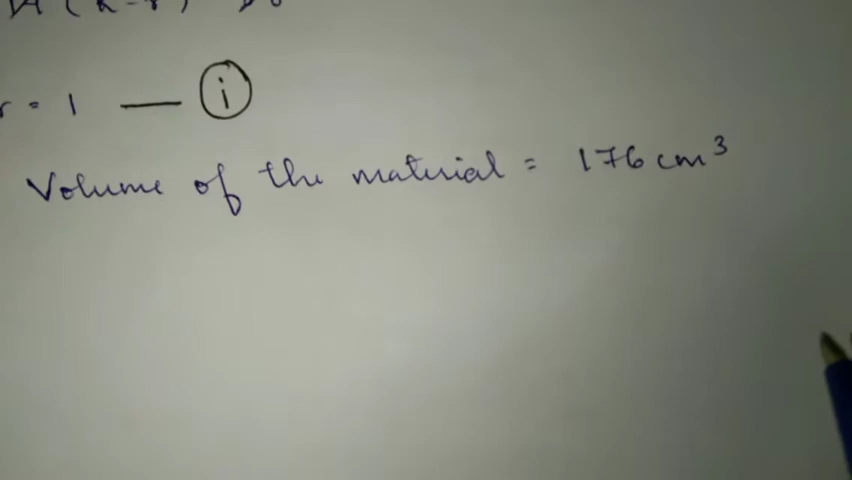 = 1 — i
Volume of the material = 176 cm³